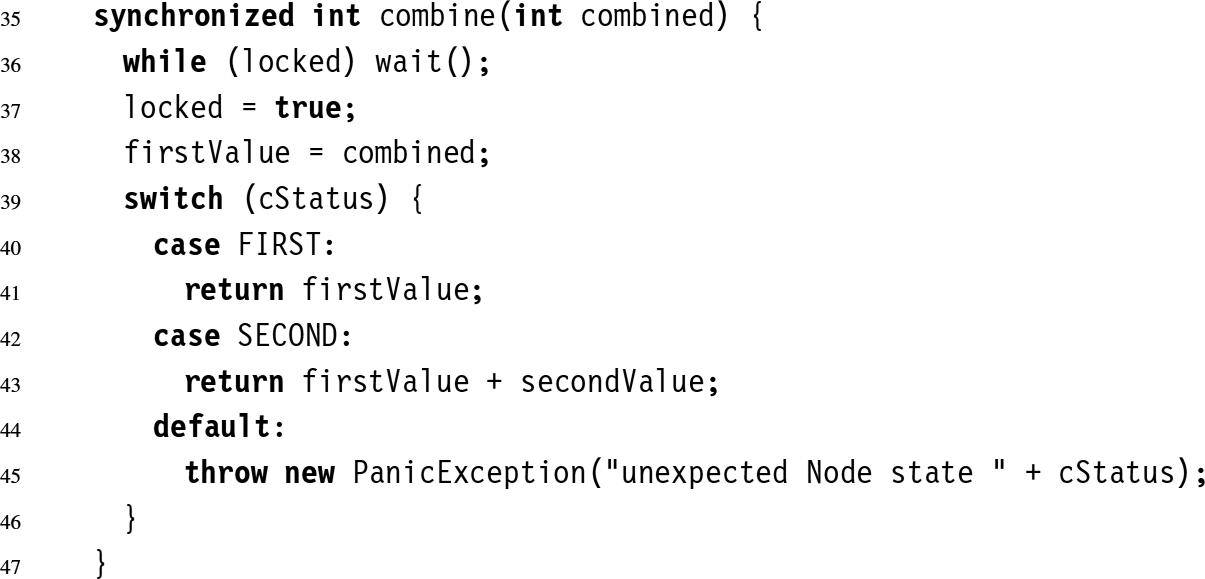 35 synchronized int combine(int combined) {
36 while (locked) wait();
37 locked = true;
38 firstValue = combined;
39 switch (cStatus) {
40 case FIRST:
41 return firstValue;
42 case SECOND:
43 return firstValue + secondValue;
44 default:
45 throw new PanicException("unexpected Node state " + cStatus);
46 }
47 }